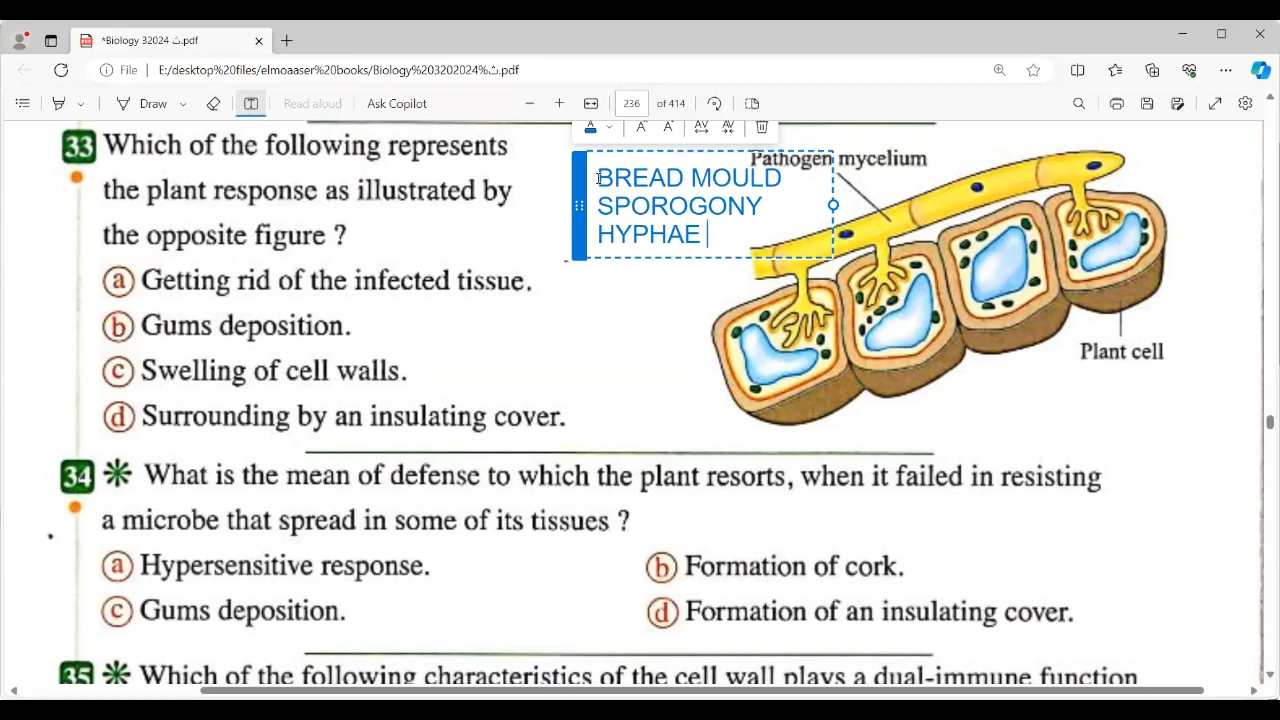 *Biology 32024 ث.pdf
File
E:/desktop%20files/elmoaaser%20books/Biology%203202024%ث.pdf
Draw
Read aloud
Ask Copilot
236
of 414
33 Which of the following represents
the plant response as illustrated by
the opposite figure ?
a Getting rid of the infected tissue.
b Gums deposition.
c Swelling of cell walls.
d Surrounding by an insulating cover.
BREAD MOULD
SPOROGONY
HYPHAE
Pathogen mycelium
Plant cell
34 What is the mean of defense to which the plant resorts, when it failed in resisting
a microbe that spread in some of its tissues ?
a Hypersensitive response.
b Formation of cork.
c Gums deposition.
d Formation of an insulating cover.
35 Which of the following characteristics of the cell wall plays a dual-immune function